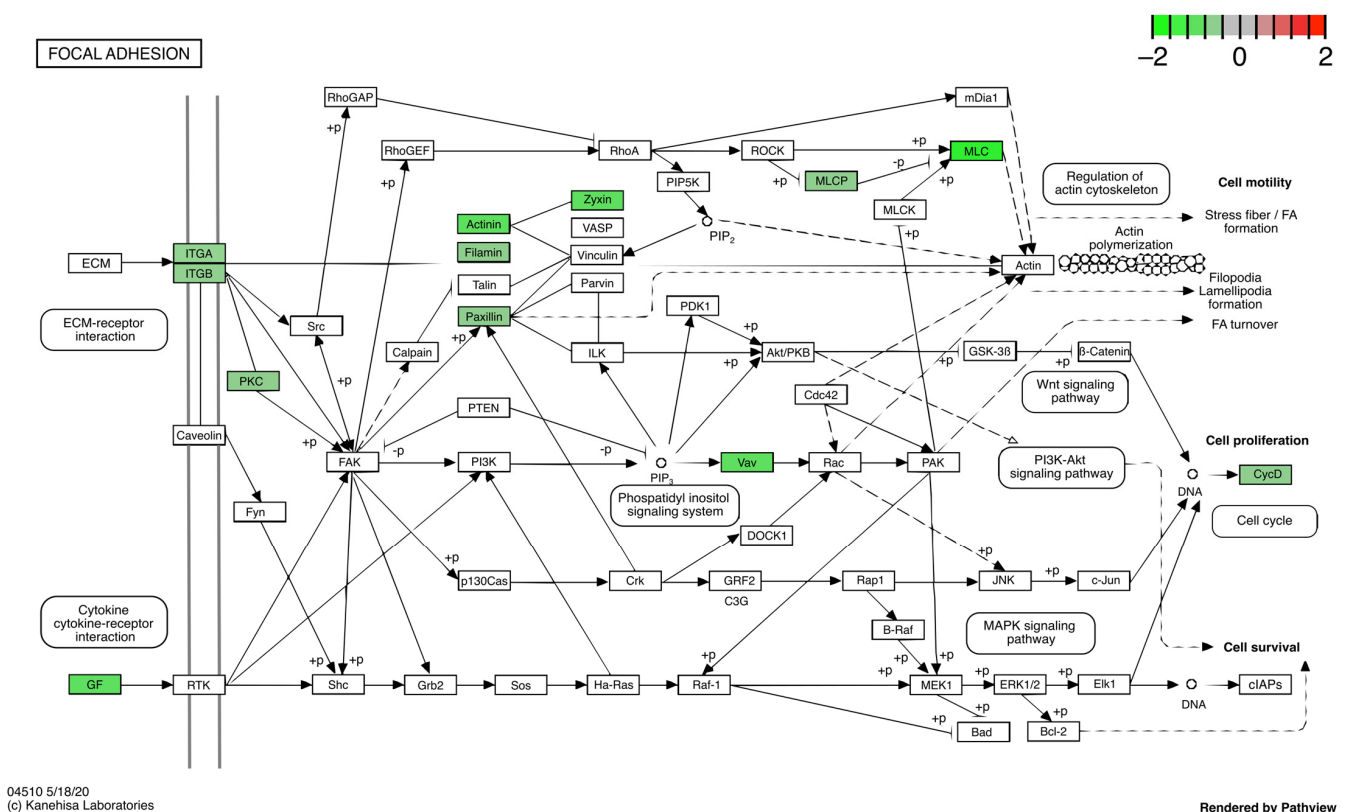 FOCAL ADHESION
−2 0 2
RhoGAP
mDia1
+p
RhoGEF
RhoA
ROCK
+p
MLC
+p
-p
+p
MLCP
+p
PIP5K
MLCK
+p
PIP2
Regulation of
actin cytoskeleton
Cell motility
Stress fiber / FA
formation
Actin
polymerization
Zyxin
Actinin
VASP
Filamin
Vinculin
Talin
Parvin
Paxillin
+p
ECM
ITGA
ITGB
Actin
Filopodia
Lamellipodia
formation
FA turnover
ECM-receptor
interaction
Src
+p
Calpain
ILK
PDK1
+p
+p
Akt/PKB
GSK-3ß
+p
+p
ß-Catenin
PKC
+p
Cdc42
Wnt signaling
pathway
PTEN
Caveolin
FAK
-p
PI3K
-p
PIP3
Vav
Rac
PAK
PI3K-Akt
signaling pathway
Cell proliferation
DNA
CycD
Phospatidyl inositol
signaling system
Cell cycle
Fyn
DOCK1
+p
p130Cas
Crk
GRF2
C3G
Rap1
+p
JNK
+p
c-Jun
Cytokine
cytokine-receptor
interaction
B-Raf
MAPK signaling
pathway
Cell survival
+p
+p
+p
+p
+p
+p
GF
RTK
Shc
Grb2
Sos
Ha-Ras
Raf-1
MEK1
+p
ERK1/2
+p
Elk1
DNA
cIAPs
+p
+p
Bad
+p
Bcl-2
04510 5/18/20
(c) Kanehisa Laboratories
Rendered by Pathview